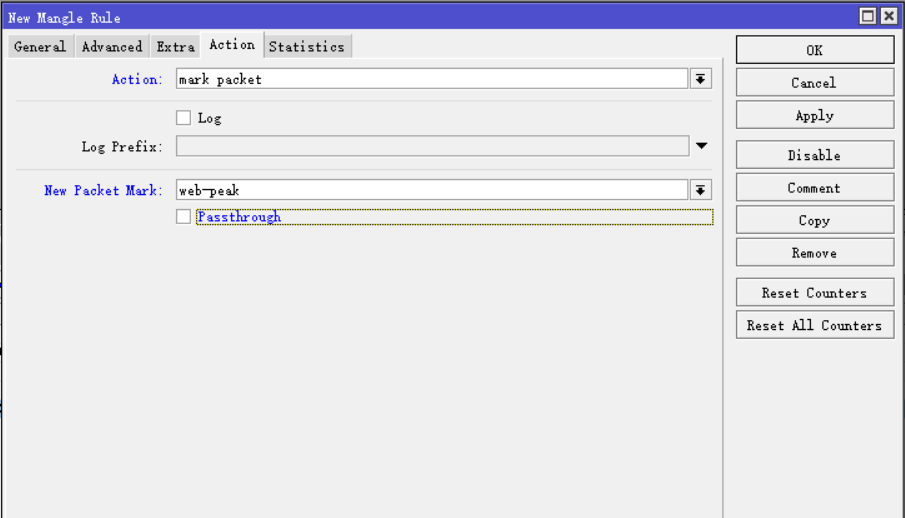 New Mangle Rule
General Advanced Extra Action Statistics
Action: mark packet
Log
Log Prefix:
New Packet Mark: web-peak
Passthrough
OK
Cancel
Apply
Disable
Comment
Copy
Remove
Reset Counters
Reset All Counters